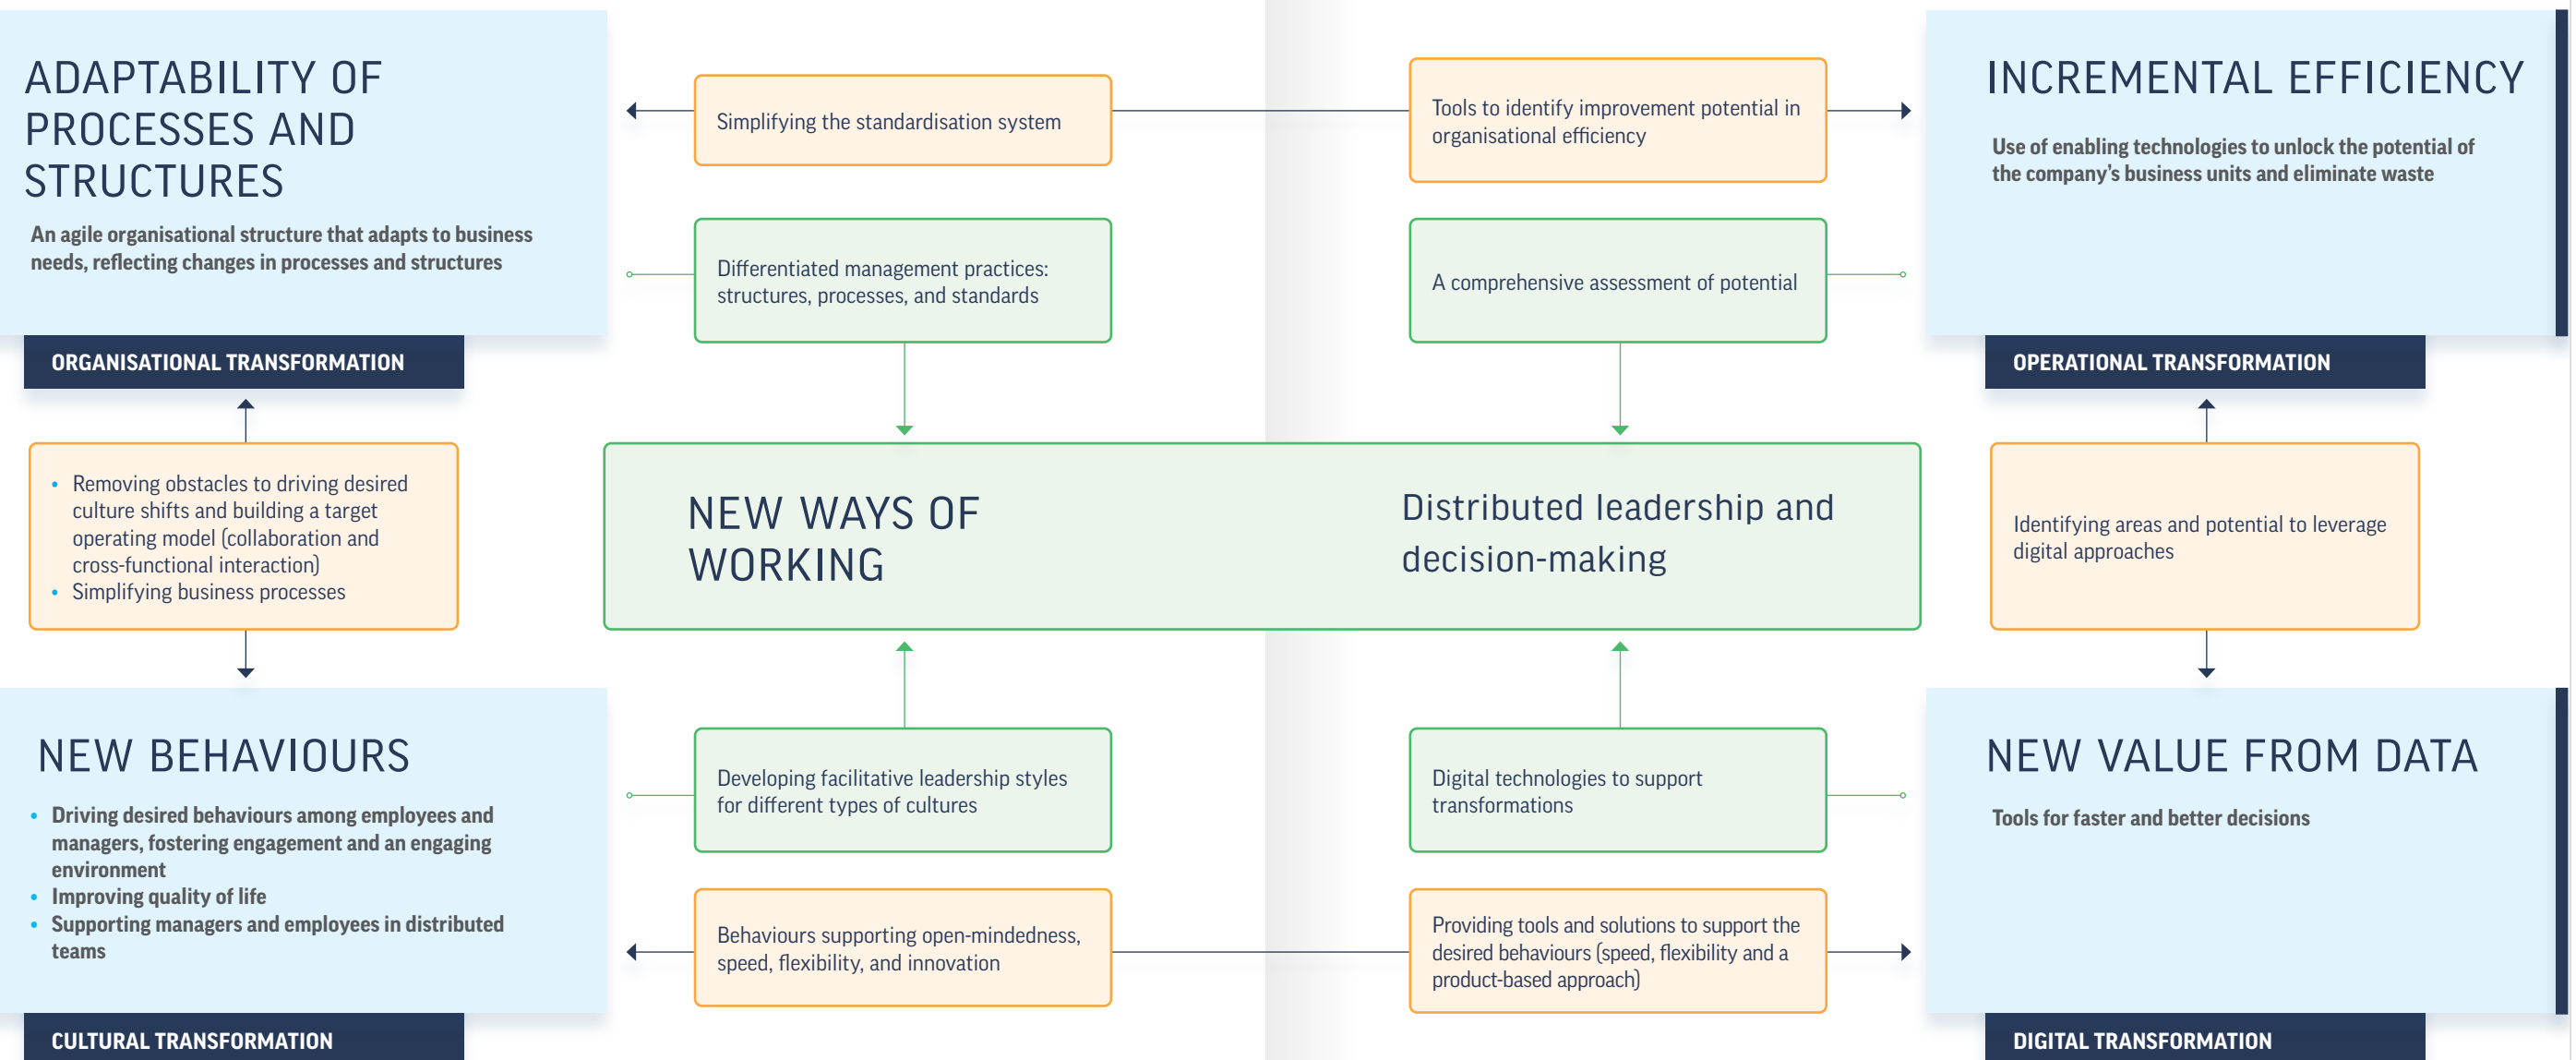 ADAPTABILITY OF
PROCESSES AND
STRUCTURES
An agile organisational structure that adapts to business
needs, reflecting changes in processes and structures
ORGANISATIONAL TRANSFORMATION
Simplifying the standardisation system
Tools to identify improvement potential in
organisational efficiency
INCREMENTAL EFFICIENCY
Use of enabling technologies to unlock the potential of
the company's business units and eliminate waste
OPERATIONAL TRANSFORMATION
Differentiated management practices:
structures, processes, and standards
A comprehensive assessment of potential
• Removing obstacles to driving desired
culture shifts and building a target
operating model (collaboration and
cross-functional interaction)
• Simplifying business processes
NEW WAYS OF
WORKING
Distributed leadership and
decision-making
Identifying areas and potential to leverage
digital approaches
NEW BEHAVIOURS
• Driving desired behaviours among employees and
managers, fostering engagement and an engaging
environment
• Improving quality of life
• Supporting managers and employees in distributed
teams
CULTURAL TRANSFORMATION
Developing facilitative leadership styles
for different types of cultures
Digital technologies to support
transformations
Behaviours supporting open-mindedness,
speed, flexibility, and innovation
Providing tools and solutions to support the
desired behaviours (speed, flexibility and a
product-based approach)
NEW VALUE FROM DATA
Tools for faster and better decisions
DIGITAL TRANSFORMATION